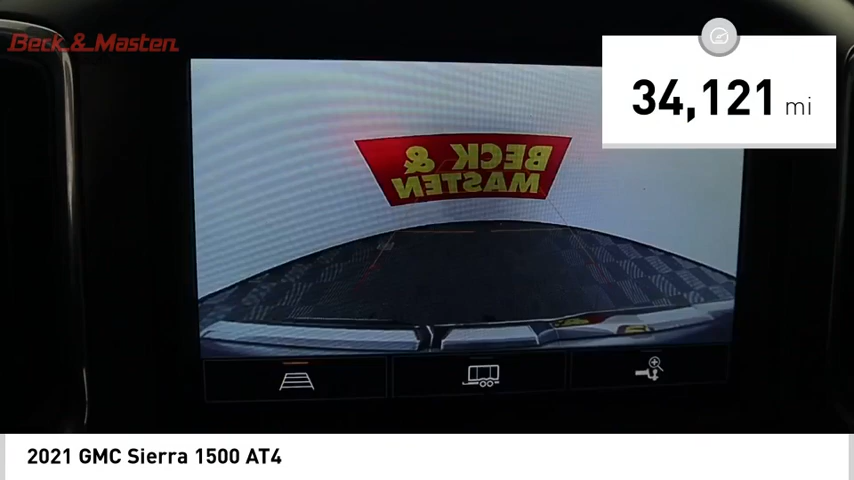 Beck & Masten
34,121 mi
BECK &
MASTEN
2021 GMC Sierra 1500 AT4